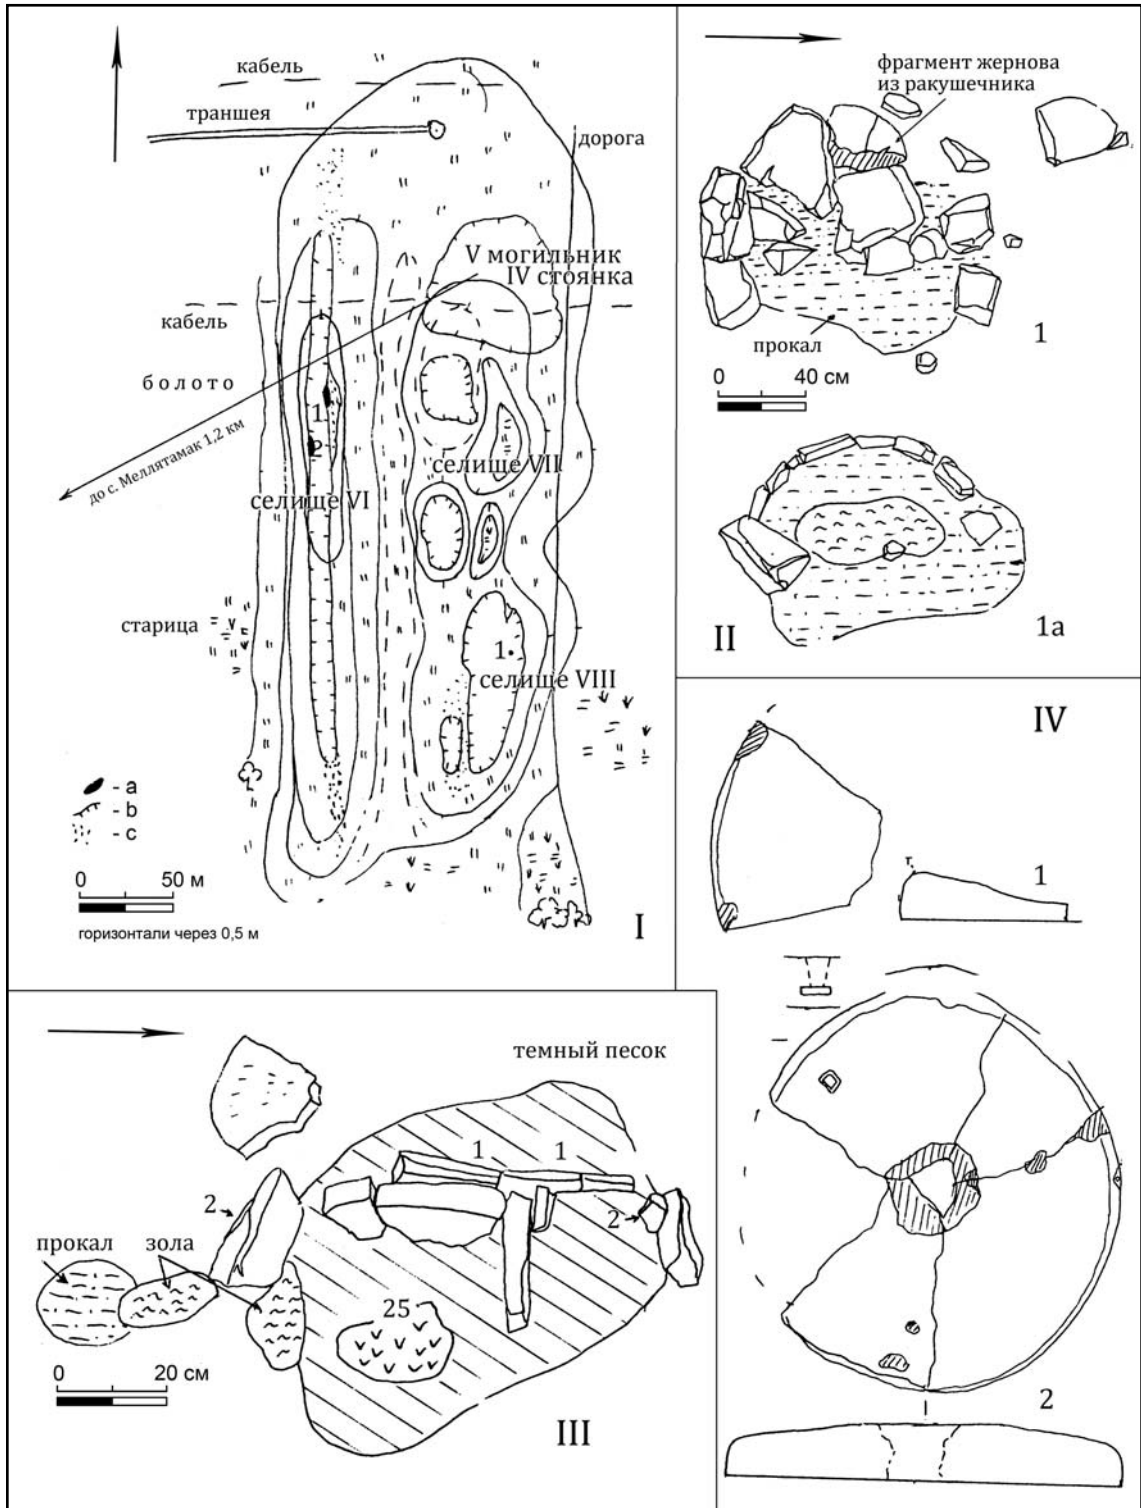 кабель
траншея
дорога
V могильник
IV стоянка
кабель
болото
1
2
до с. Меллятамак 1,2 км
селище VII
селище VI
старица
1
селище VIII
- a
- b
- c
0 50 м
горизонтали через 0,5 м
I
фрагмент жернова
из ракушечника
прокал
1
0 40 см
II
1a
IV
1
2
темный песок
1 1
2
2
прокал
зола
25
0 20 см
III